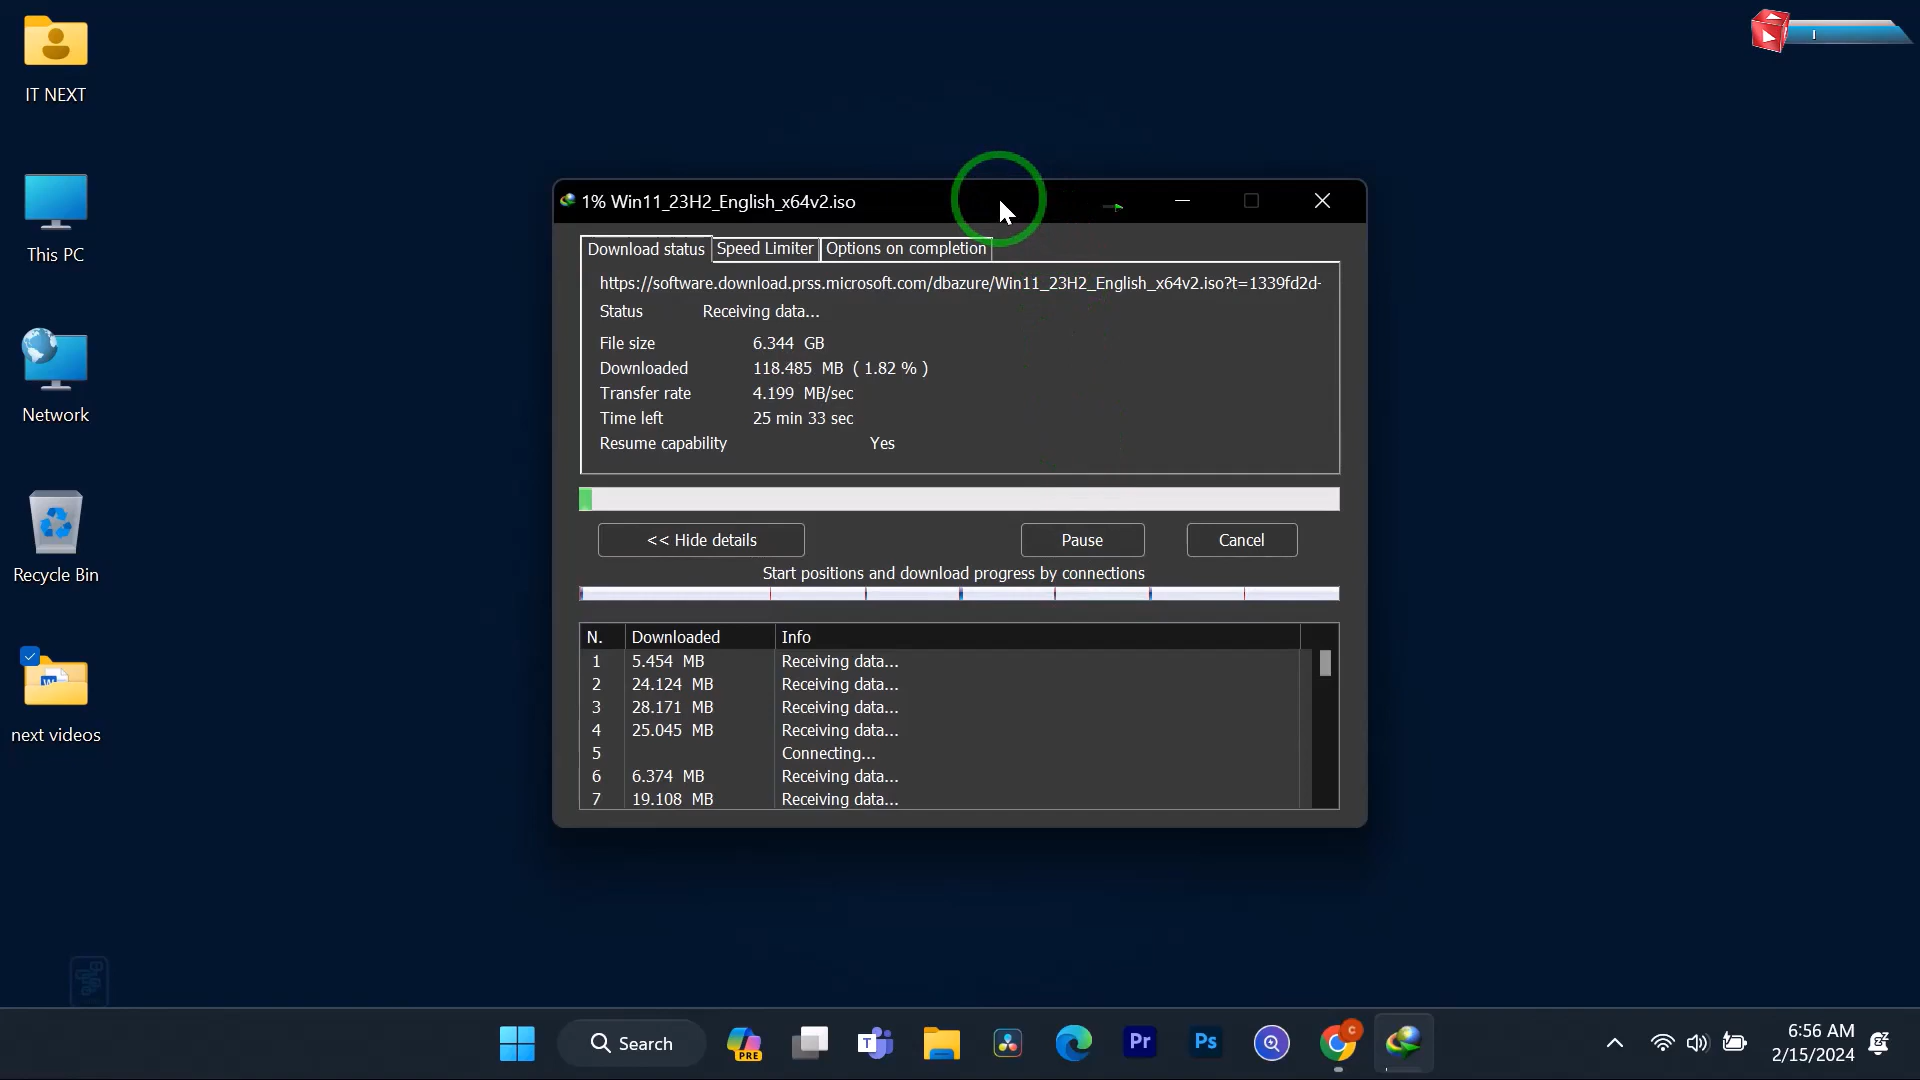 IT NEXT
This PC
Network
Recycle Bin
W
next videos
1% Win11_23H2_English_x64v2.iso
Download status
Speed Limiter
Options on completion
https://software.download.prss.microsoft.com/dbazure/Win11_23H2_English_x64v2.iso?t=1339fd2d-
Status Receiving data...
File size 6.344 GB
Downloaded 118.485 MB ( 1.82 % )
Transfer rate 4.199 MB/sec
Time left 25 min 33 sec
Resume capability Yes
<< Hide details
Pause
Cancel
Start positions and download progress by connections
N. Downloaded Info
1 5.454 MB Receiving data...
2 24.124 MB Receiving data...
3 28.171 MB Receiving data...
4 25.045 MB Receiving data...
5 Connecting...
6 6.374 MB Receiving data...
7 19.108 MB Receiving data...
Search
PRE
T
Pr
Ps
C
6:56 AM
2/15/2024